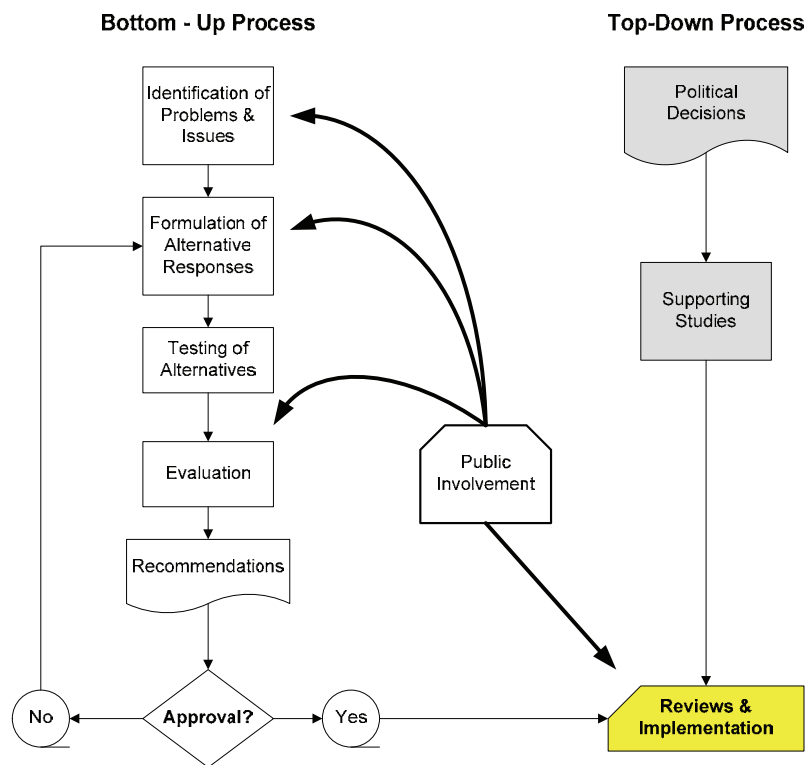 Bottom - Up Process
Identification of
Problems &
Issues
Formulation of
Alternative
Responses
Testing of
Alternatives
Evaluation
Recommendations
Approval?
No
Yes
Public
Involvement
Top-Down Process
Political
Decisions
Supporting
Studies
Reviews &
Implementation